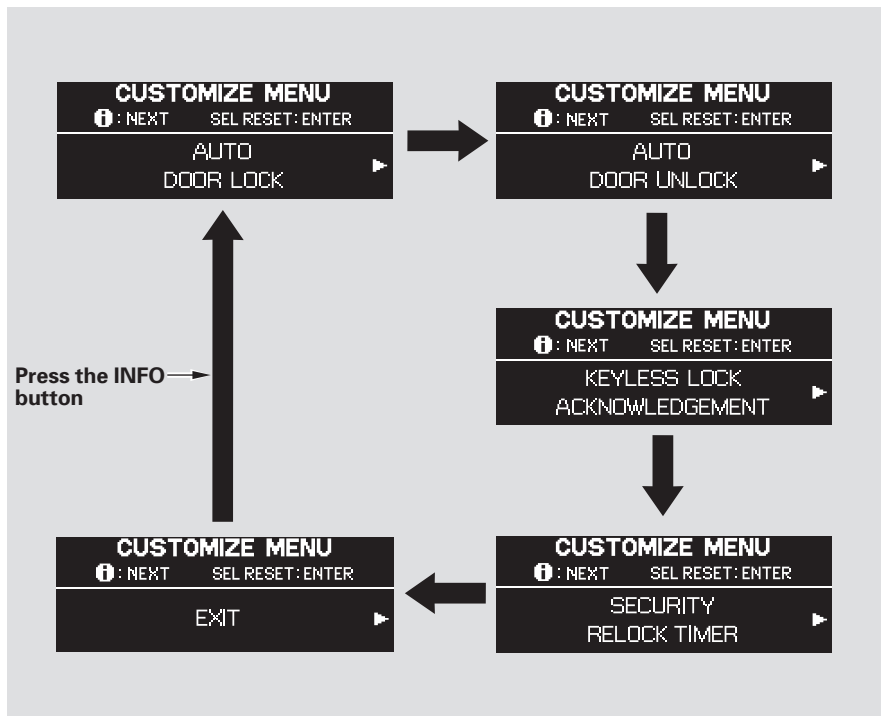 CUSTOMIZE MENU
i : NEXT SEL RESET: ENTER
AUTO
DOOR LOCK
CUSTOMIZE MENU
i : NEXT SEL RESET: ENTER
AUTO
DOOR UNLOCK
CUSTOMIZE MENU
i : NEXT SEL RESET: ENTER
KEYLESS LOCK
ACKNOWLEDGEMENT
Press the INFO
button
CUSTOMIZE MENU
i : NEXT SEL RESET: ENTER
EXIT
CUSTOMIZE MENU
i : NEXT SEL RESET: ENTER
SECURITY
RELOCK TIMER